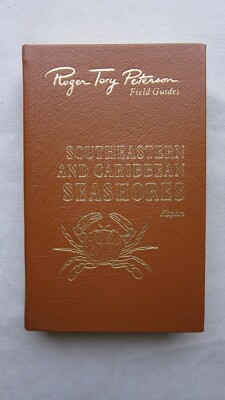 Roger Tory Peterson
Field Guides
SOUTHEASTERN
AND CARIBBEAN
SEASHORES
Kaplan